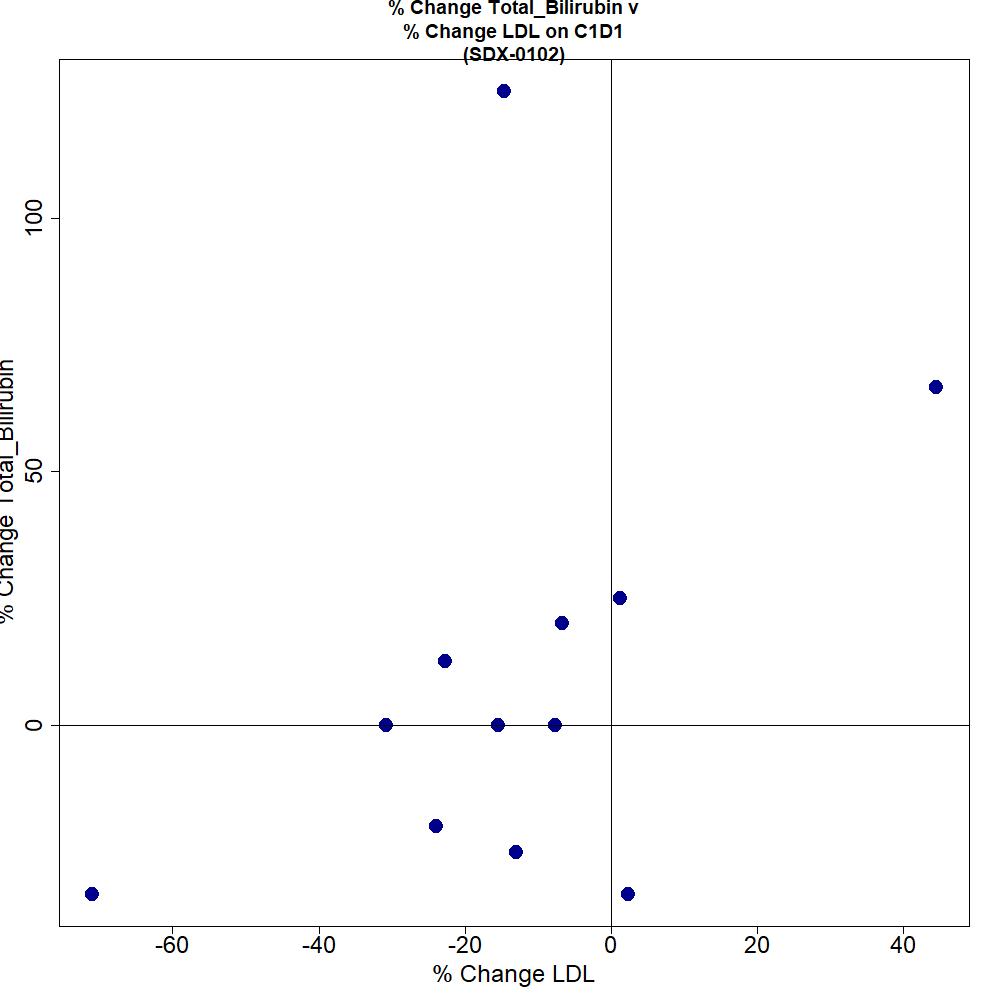 % Change Total_Bilirubin v
% Change LDL on C1D1
(SDX-0102)
% Change Total_Bilirubin
100
50
0
-60
-40
-20
0
20
40
% Change LDL